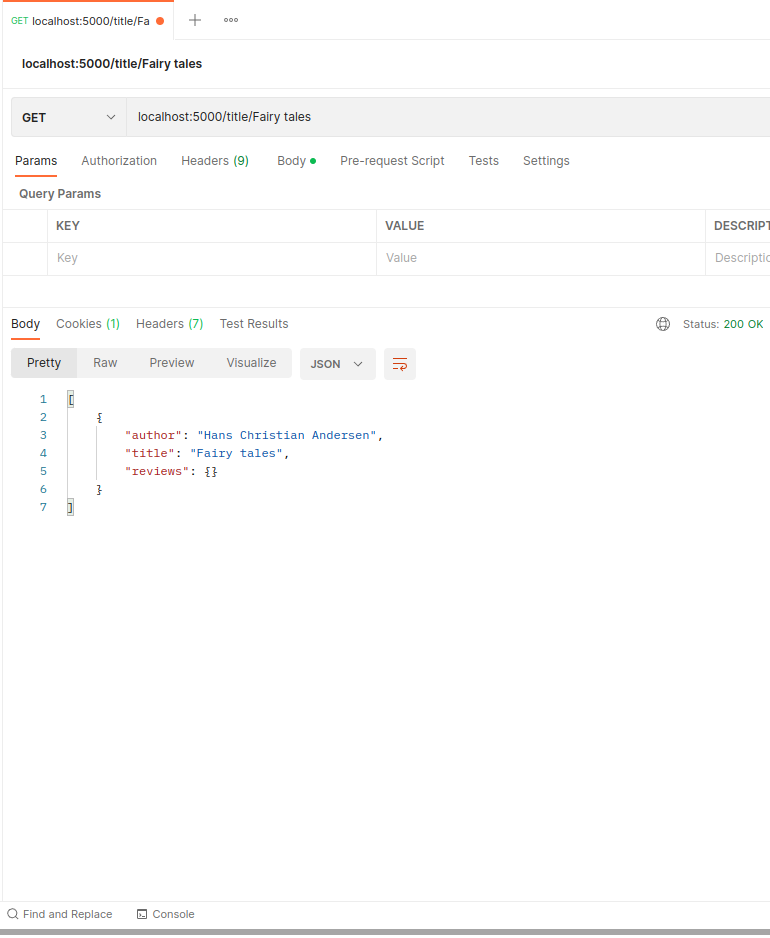 GET localhost:5000/title/Fa
localhost:5000/title/Fairy tales
GET localhost:5000/title/Fairy tales
Params Authorization Headers (9) Body Pre-request Script Tests Settings
Query Params
KEY VALUE DESCRIPT
Key Value Descriptio
Body Cookies (1) Headers (7) Test Results Status: 200 OK
Pretty Raw Preview Visualize JSON
1 [
2 {
3 "author": "Hans Christian Andersen",
4 "title": "Fairy tales",
5 "reviews": {}
6 }
7 ]
Find and Replace Console